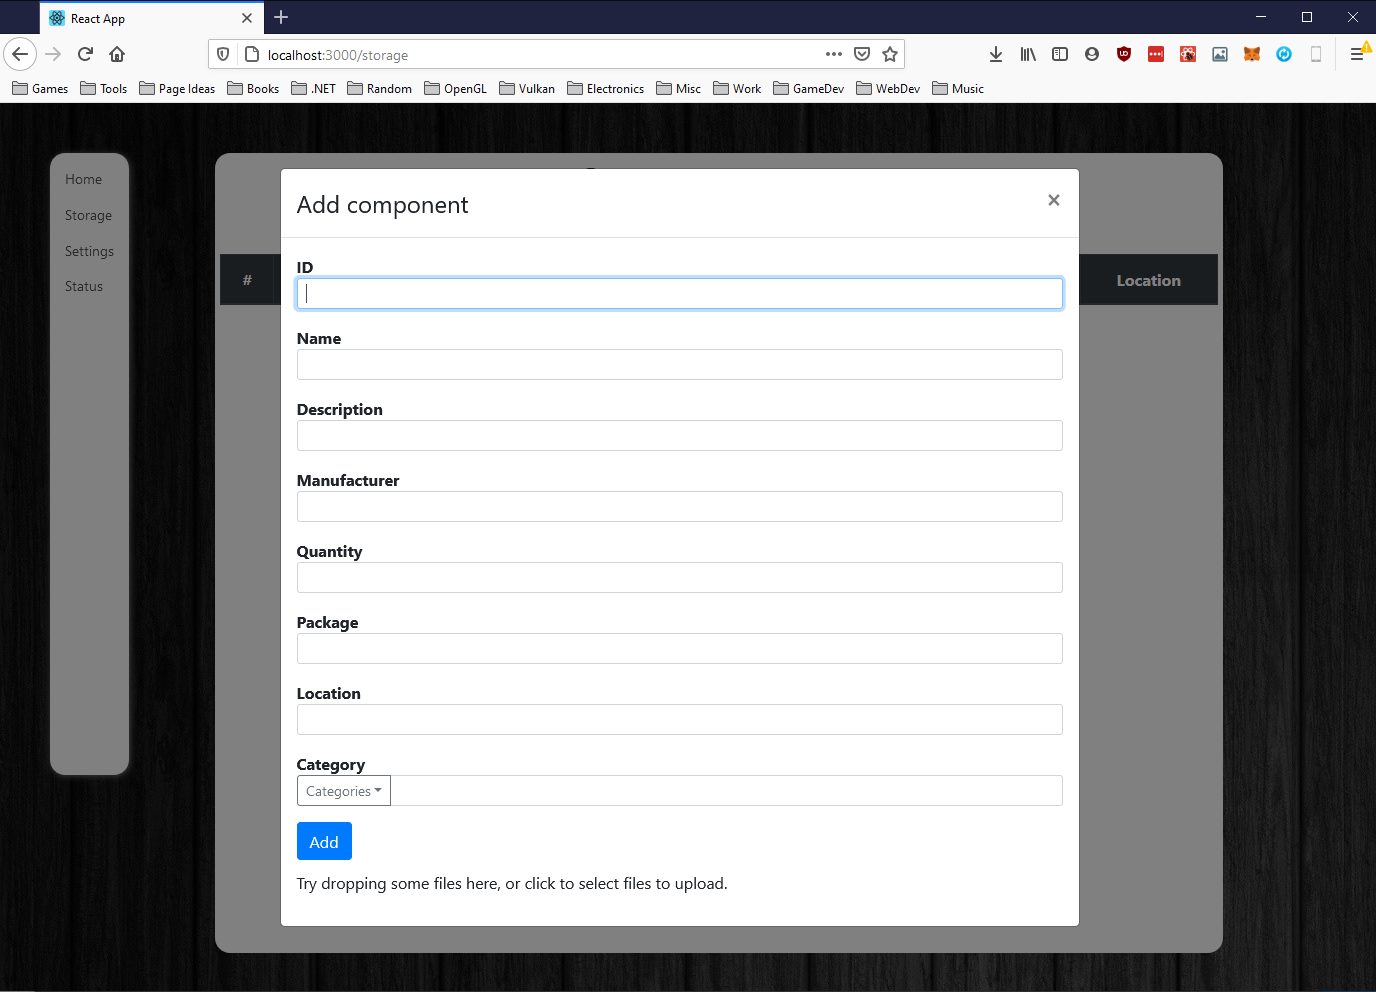 React App
localhost:3000/storage
Games Tools Page Ideas Books .NET Random OpenGL Vulkan Electronics Misc Work GameDev WebDev Music
Home
Storage
Settings
Status
#
Location
Add component
×
ID
Name
Description
Manufacturer
Quantity
Package
Location
Category
Categories
Add
Try dropping some files here, or click to select files to upload.